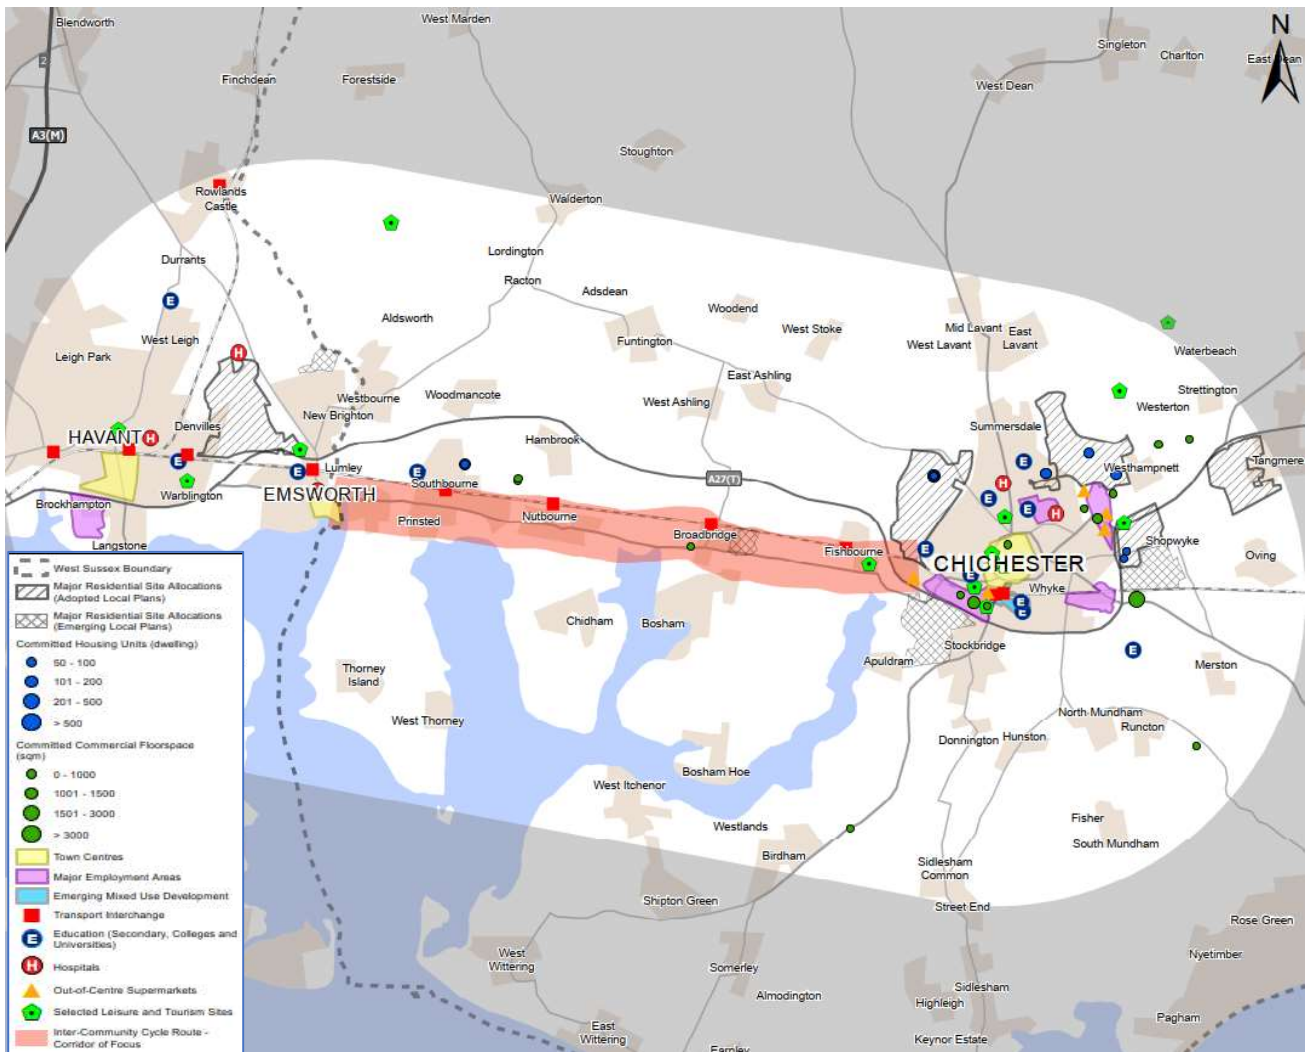 West Marden
Blendworth
N
Singleton
Charlton
East Dean
2
Finchdean
Forestside
West Dean
A3(M)
Stoughton
Rowlands
Castle
Walderton
Durrants
Lordington
Racton
Adsdean
Aldsworth
Woodend
West Stoke
Mid Lavant
East
Lavant
West Lavant
West Leigh
Leigh Park
Funtington
Waterbeach
H
E
East Ashling
Strettington
Westbourne
Woodmancote
West Ashling
Westerton
New Brighton
Denvilles
HAVANT
H
Hambrook
Summersdale
Tangmere
Lumley
E
E
E
Southbourne
A27(T)
E
Westhampnett
Warblington
EMSWORTH
H
E
Brockhampton
Prinsted
Nutbourne
E
H
Langstone
Broadbridge
Fishbourne
E
Shopwyke
Oving
CHICHESTER
E
Whyke
E
E
Chidham
Bosham
Stockbridge
E
Apuldram
Merston
Thorney
Island
West Thorney
North Mundham
Runcton
Donnington
Hunston
Bosham Hoe
West Itchenor
Westlands
Fisher
South Mundham
Birdham
Sidlesham
Common
Shipton Green
Street End
Rose Green
West
Wittering
Somerley
Nyetimber
Almodington
Sidlesham
Highleigh
Pagham
East
Wittering
Keynor Estate
Earnley
West Sussex Boundary
Major Residential Site Allocations
(Adopted Local Plans)
Major Residential Site Allocations
(Emerging Local Plans)
Committed Housing Units (dwelling)
50 - 100
101 - 200
201 - 500
> 500
Committed Commercial Floorspace
(sqm)
0 - 1000
1001 - 1500
1501 - 3000
> 3000
Town Centres
Major Employment Areas
Emerging Mixed Use Development
Transport Interchange
E
Education (Secondary, Colleges and
Universities)
H
Hospitals
Out-of-Centre Supermarkets
Selected Leisure and Tourism Sites
Inter-Community Cycle Route -
Corridor of Focus